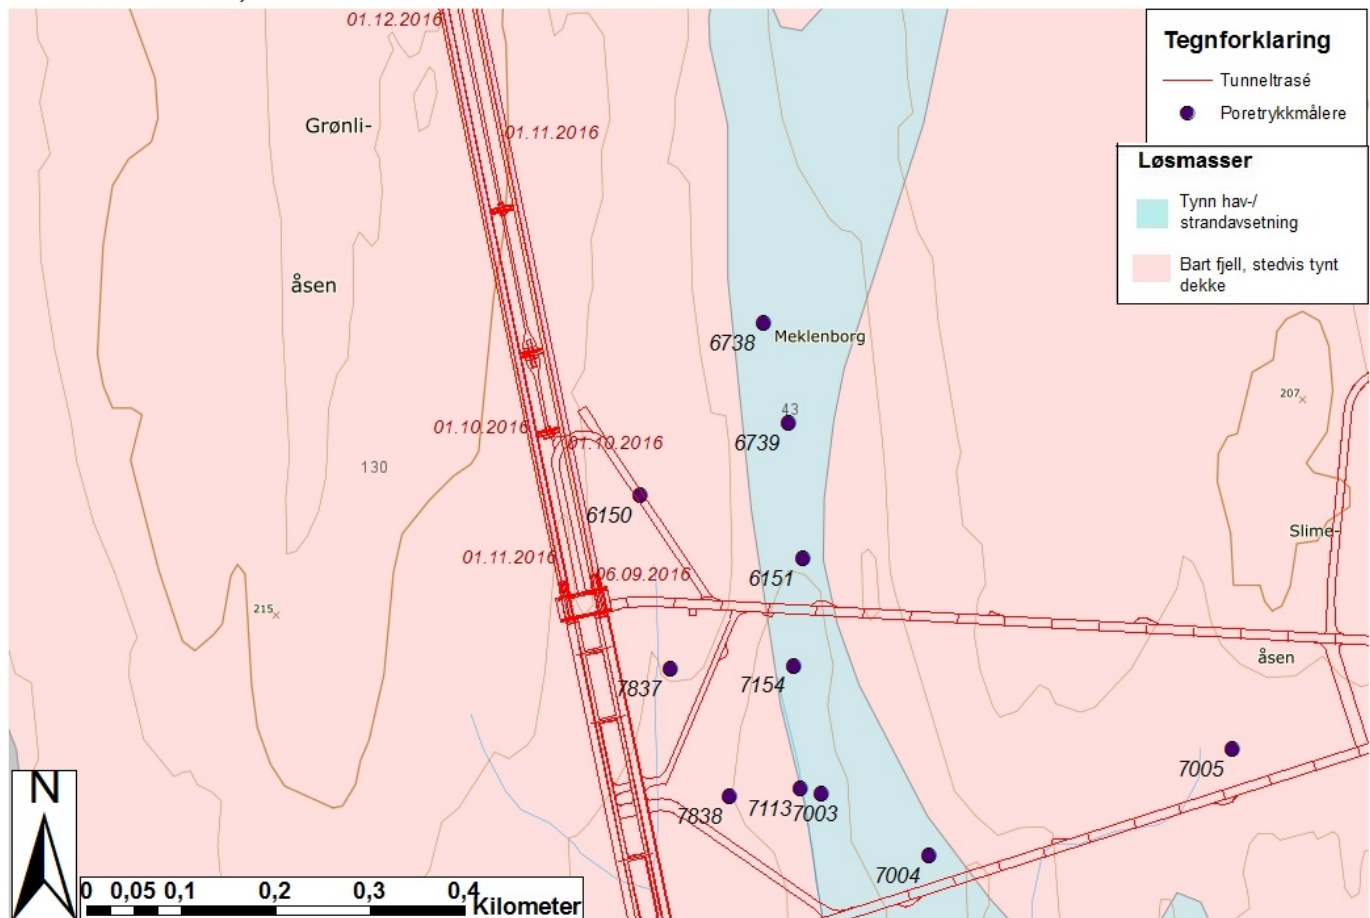 01.12.2016
Tegnforklaring
Tunneltrasé
Poretrykkmålere
Løsmasser
Tynn hav-/
strandavsetning
Bart fjell, stedvis tynt
dekke
Grønli-
01.11.2016
åsen
6738
Meklenborg
207
43
01.10.2016
01.10.2016
6739
130
6150
Slime-
01.11.2016
06.09.2016
6151
215
åsen
7837
7154
7005
7838
7113
7003
7004
N
0
0,05
0,1
0,2
0,3
0,4
Kilometer